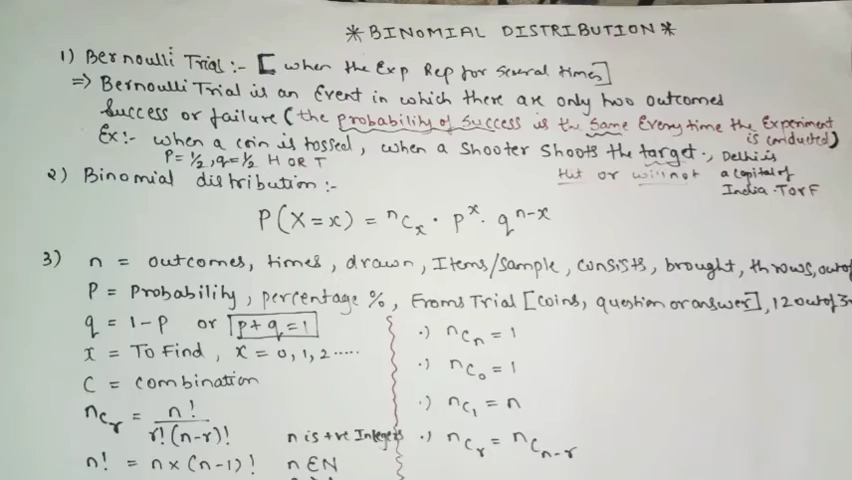 *BINOMIAL DISTRIBUTION*
1) Bernoulli Trial :- [ when the Exp Rep for Several times]
⇒ Bernoulli Trial is an Event in which there are only two outcomes
Success or failure ( the probability of success is the same Every time the Experiment
is conducted)
Ex:- when a coin is tossed, when a shooter shoots the target., Delhi is
P=1/2, q=1/2 H OR T Hit or will not a capital of
India. T or F
2) Binomial distribution :-
P(X=x) = ⁿCₓ · pˣ · qⁿ⁻ˣ
3) n = outcomes, times, drawn, Items/sample, consists, brought, throws, out of
P = Probability, percentage %, From Trial [coins, question or answer], 12 out of 3
q = 1-p or p+q=1
x = To Find, x = 0,1,2.....
C = combination
nCr = n! / r!(n-r)!
n is +ve Integers
n! = n×(n-1)! n∈N
·) nCn = 1
·) nC0 = 1
·) nC1 = n
·) nCr = nCn-r